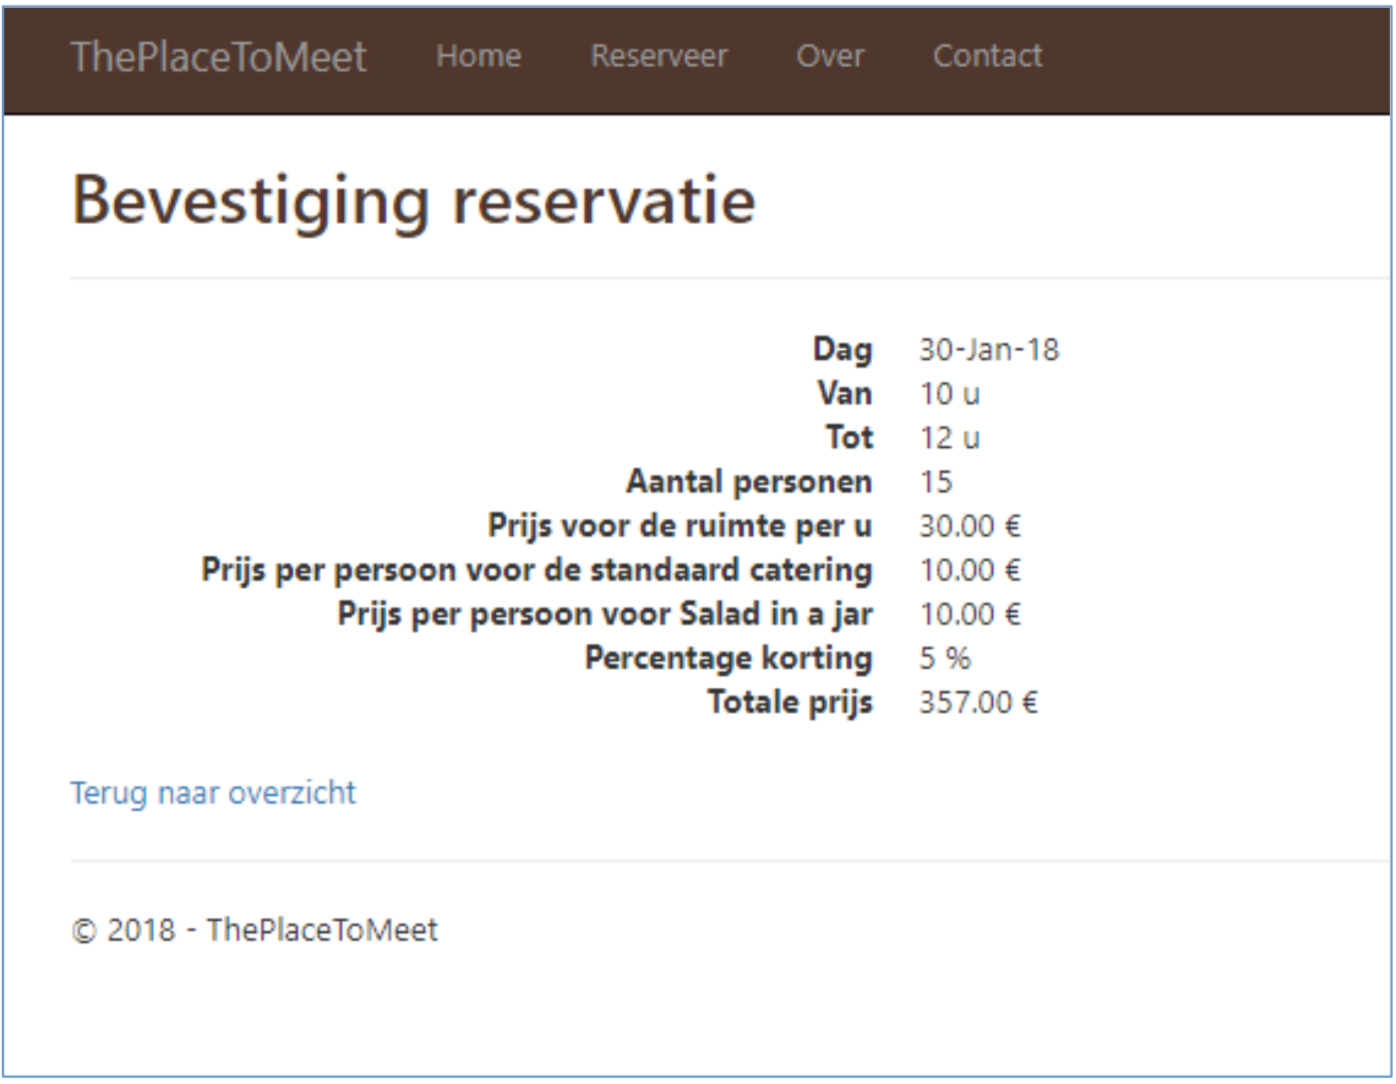 ThePlaceToMeet Home Reserveer Over Contact
Bevestiging reservatie
Dag 30-Jan-18
Van 10 u
Tot 12 u
Aantal personen 15
Prijs voor de ruimte per u 30.00 €
Prijs per persoon voor de standaard catering 10.00 €
Prijs per persoon voor Salad in a jar 10.00 €
Percentage korting 5 %
Totale prijs 357.00 €
Terug naar overzicht
© 2018 - ThePlaceToMeet